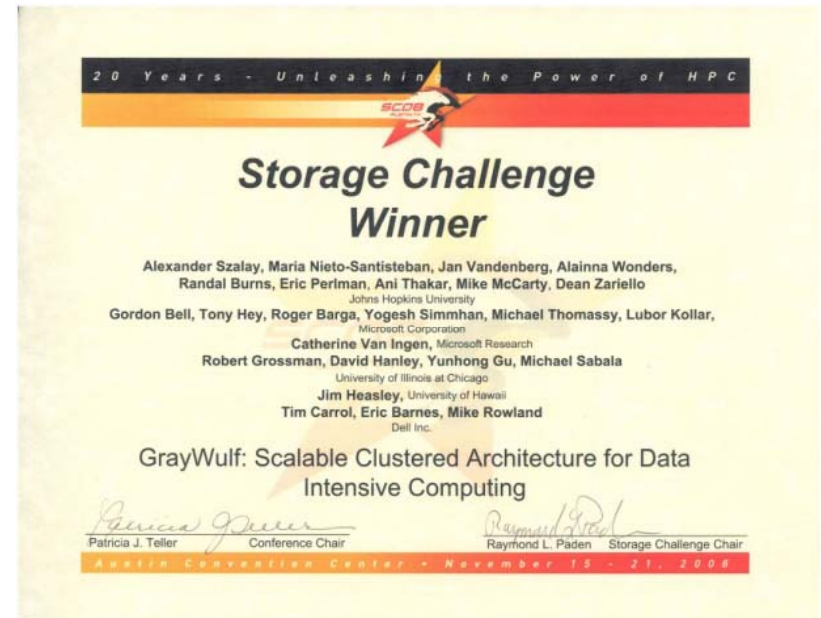 20 Years - Unleashing the Power of HPC
SC08
Storage Challenge
Winner
Alexander Szalay, Maria Nieto-Santisteban, Jan Vandenberg, Alainna Wonders,
Randal Burns, Eric Perlman, Ani Thakar, Mike McCarty, Dean Zariello
Johns Hopkins University
Gordon Bell, Tony Hey, Roger Barga, Yogesh Simmhan, Michael Thomassy, Lubor Kollar,
Microsoft Corporation
Catherine Van Ingen, Microsoft Research
Robert Grossman, David Hanley, Yunhong Gu, Michael Sabala
University of Illinois at Chicago
Jim Heasley, University of Hawaii
Tim Carrol, Eric Barnes, Mike Rowland
Dell Inc.
GrayWulf: Scalable Clustered Architecture for Data
Intensive Computing
Patricia J. Teller Conference Chair
Raymond L. Paden Storage Challenge Chair
Austin Convention Center • November 15 - 21, 2008